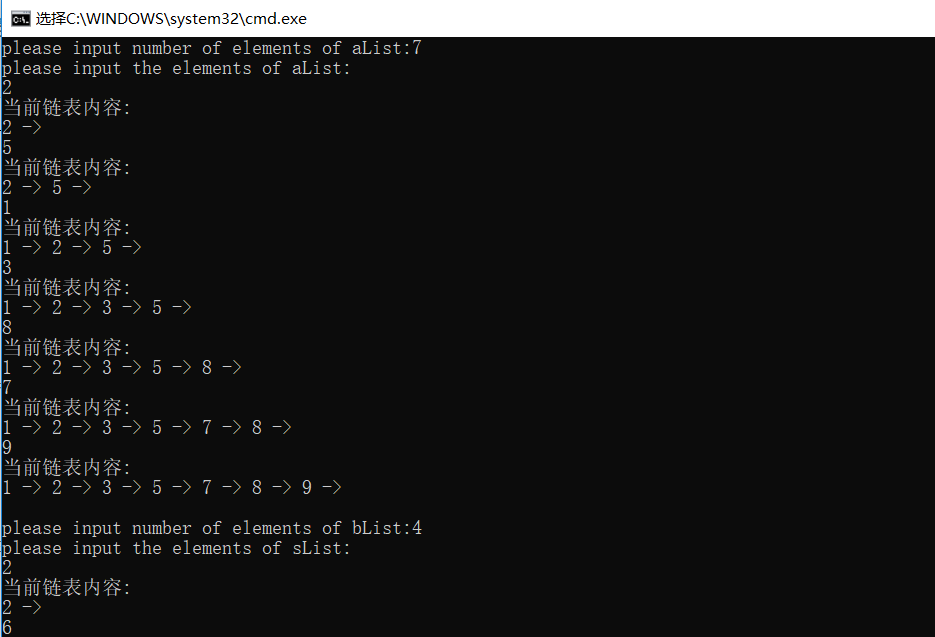 选择C:\WINDOWS\system32\cmd.exe
please input number of elements of aList:7
please input the elements of aList:
2
当前链表内容:
2 ->
5
当前链表内容:
2 -> 5 ->
1
当前链表内容:
1 -> 2 -> 5 ->
3
当前链表内容:
1 -> 2 -> 3 -> 5 ->
8
当前链表内容:
1 -> 2 -> 3 -> 5 -> 8 ->
7
当前链表内容:
1 -> 2 -> 3 -> 5 -> 7 -> 8 ->
9
当前链表内容:
1 -> 2 -> 3 -> 5 -> 7 -> 8 -> 9 ->
please input number of elements of bList:4
please input the elements of sList:
2
当前链表内容:
2 ->
6